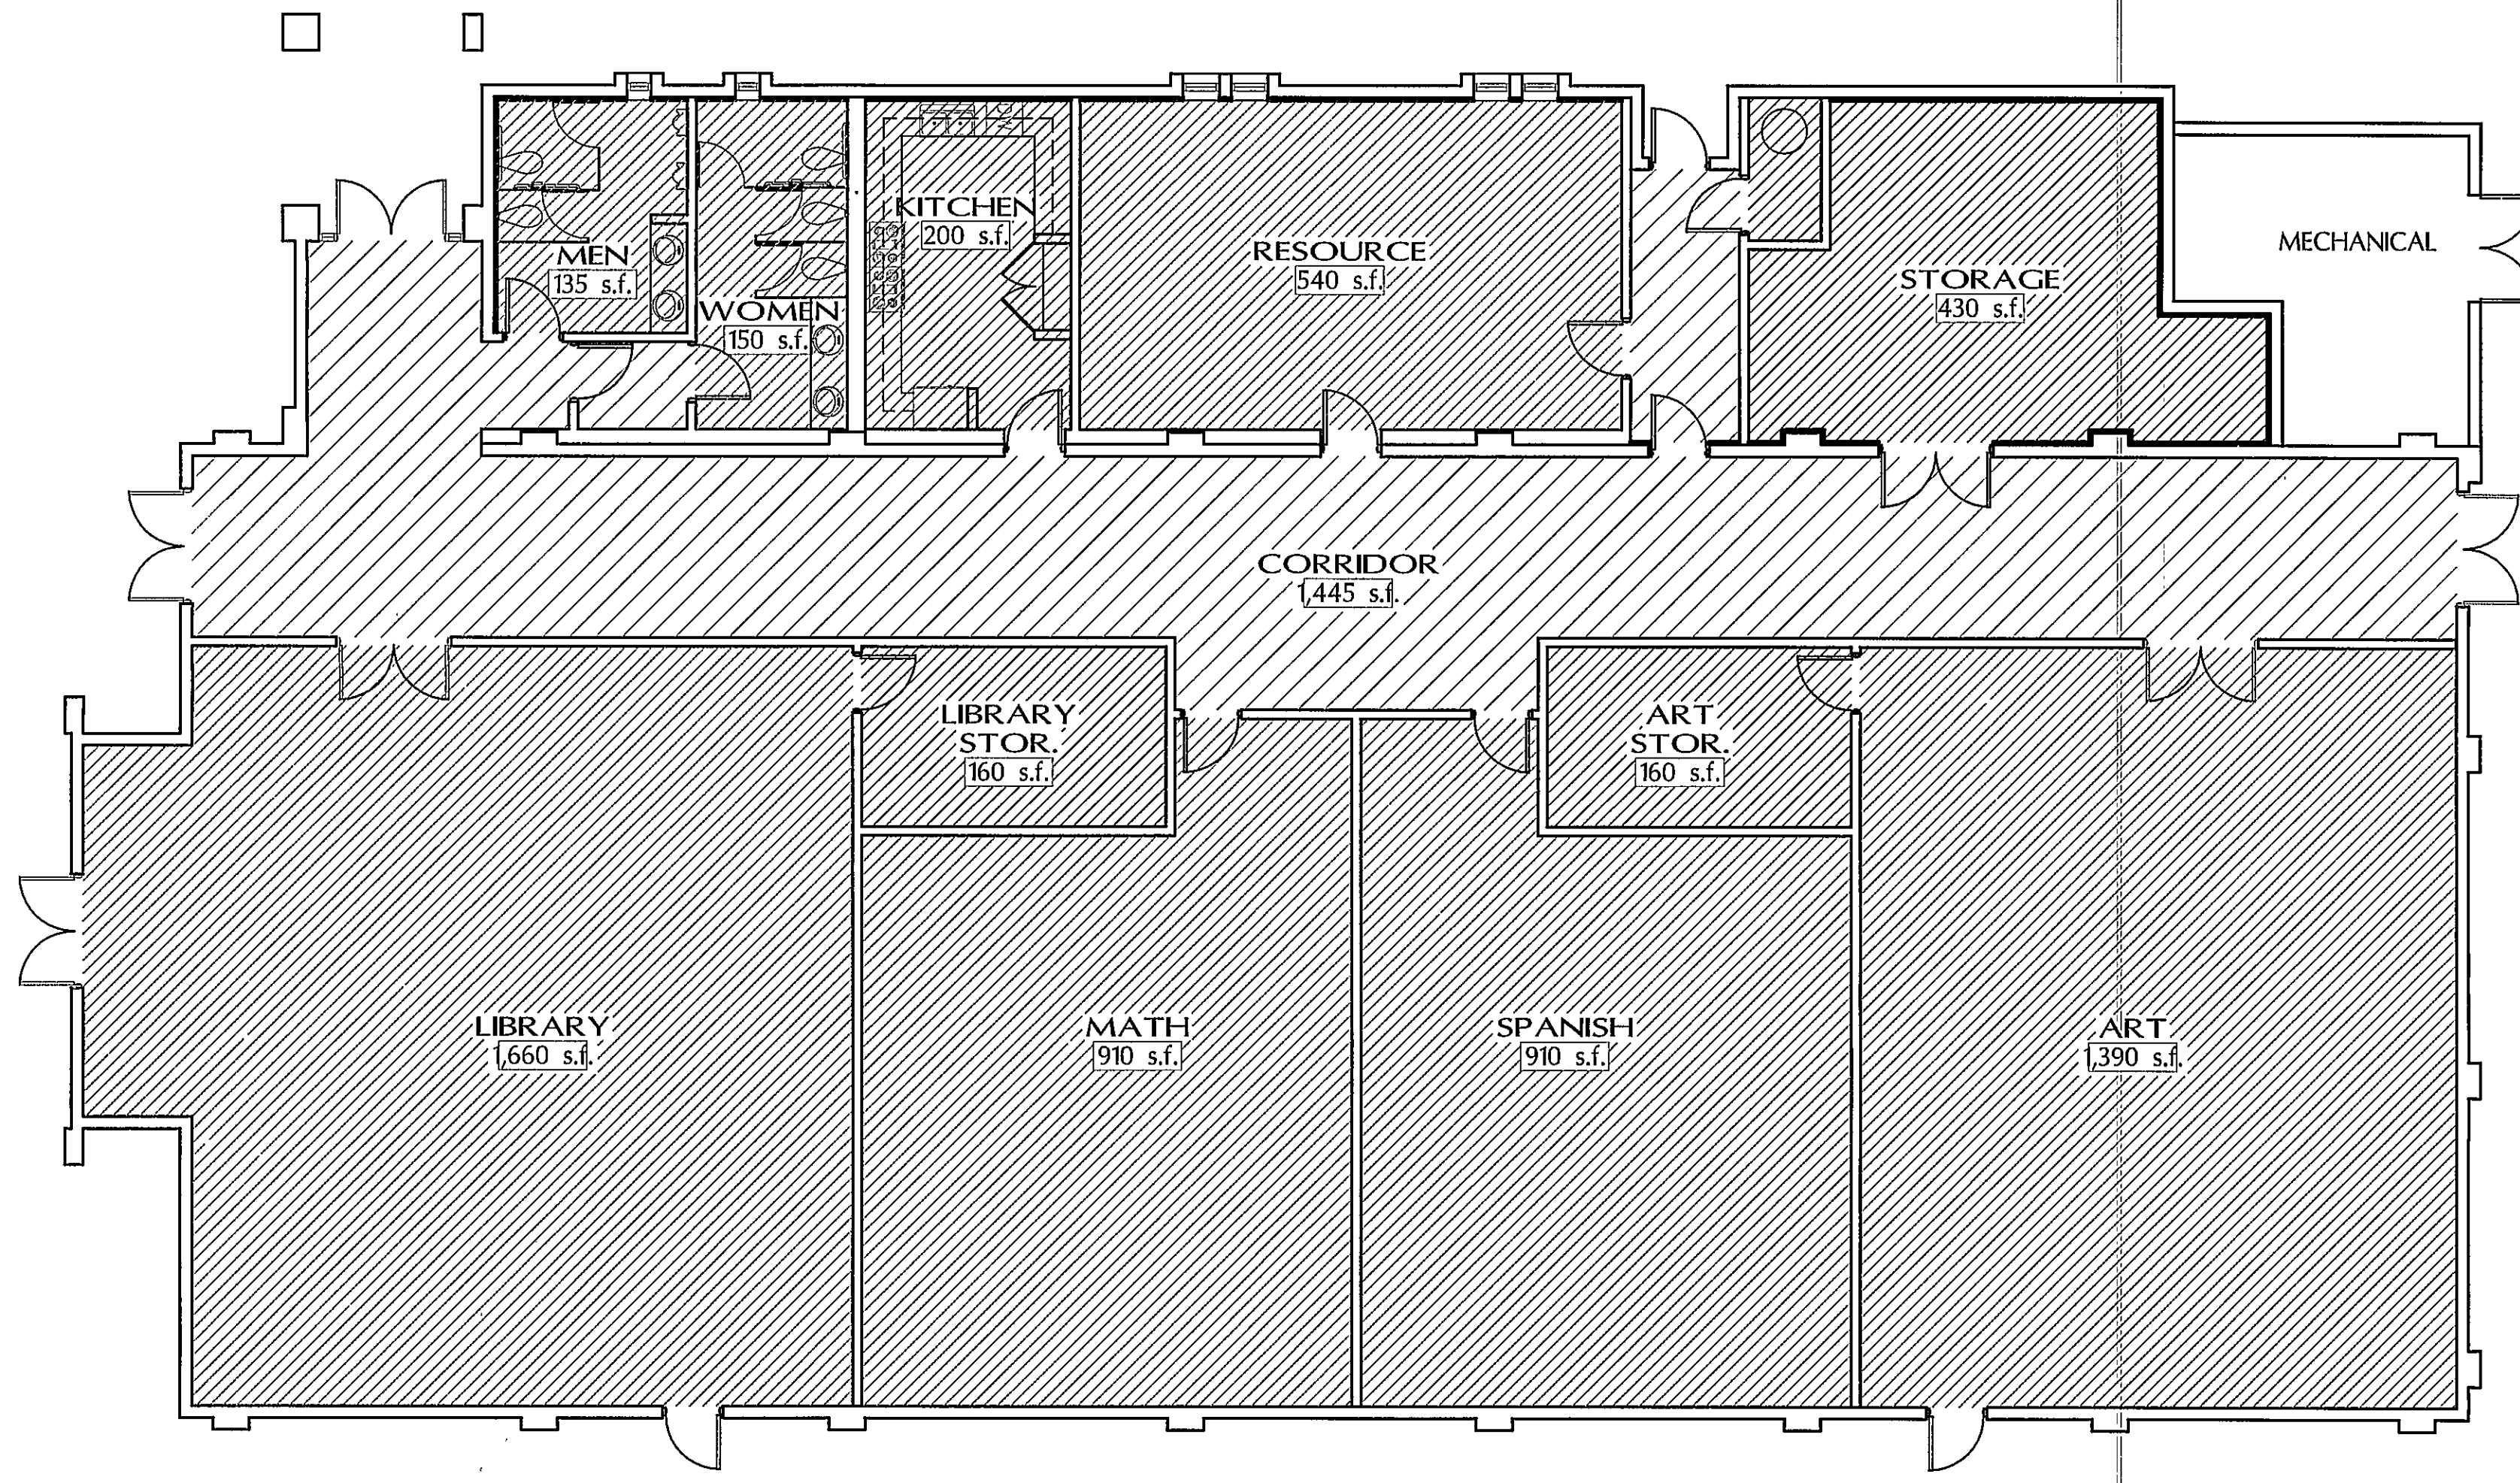 KITCHEN
200 s.f.
MEN
135 s.f.
WOMEN
150 s.f.
RESOURCE
540 s.f.
STORAGE
430 s.f.
MECHANICAL
CORRIDOR
1,445 s.f.
LIBRARY
STOR.
160 s.f.
ART
STOR.
160 s.f.
LIBRARY
1,660 s.f.
MATH
910 s.f.
SPANISH
910 s.f.
ART
1,390 s.f.